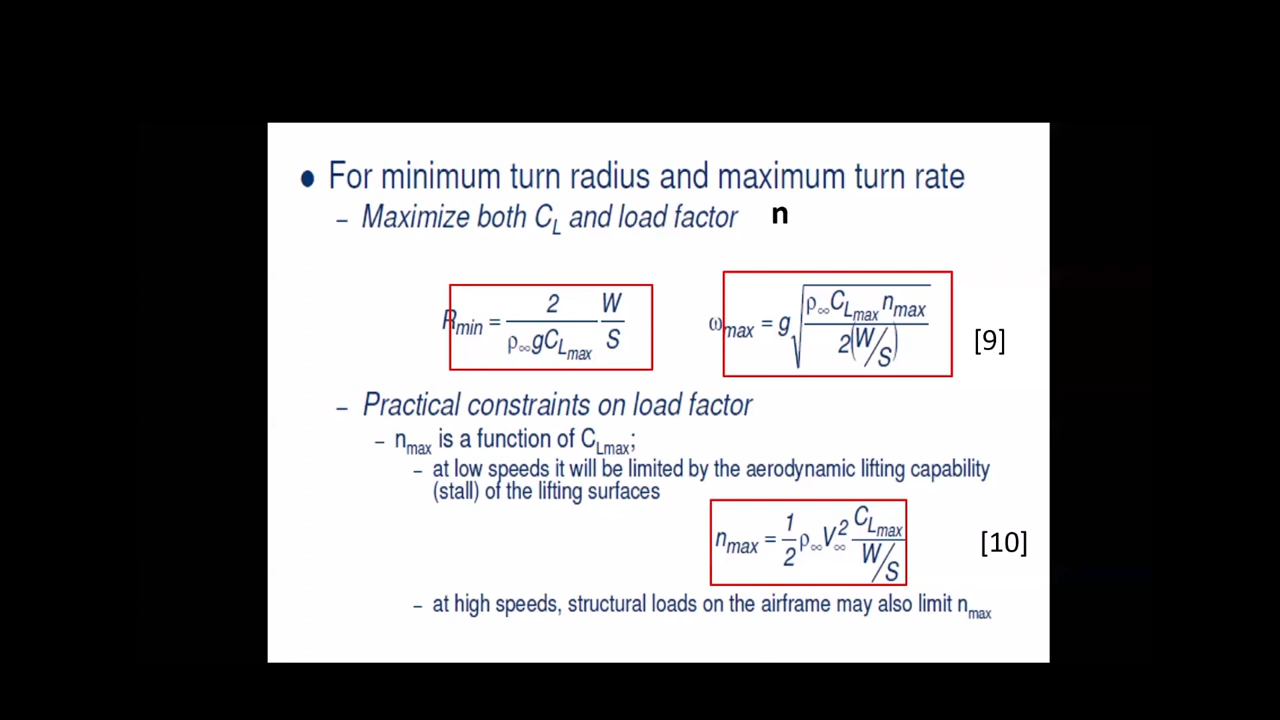 ● For minimum turn radius and maximum turn rate
– Maximize both C_L and load factor n
R_min = 2 / (ρ_∞ g C_Lmax) W/S    ω_max = g √(ρ_∞ C_Lmax n_max / 2(W/S)) [9]
– Practical constraints on load factor
– n_max is a function of C_Lmax;
– at low speeds it will be limited by the aerodynamic lifting capability
(stall) of the lifting surfaces
n_max = 1/2 ρ_∞ V_∞^2 C_Lmax / (W/S) [10]
– at high speeds, structural loads on the airframe may also limit n_max